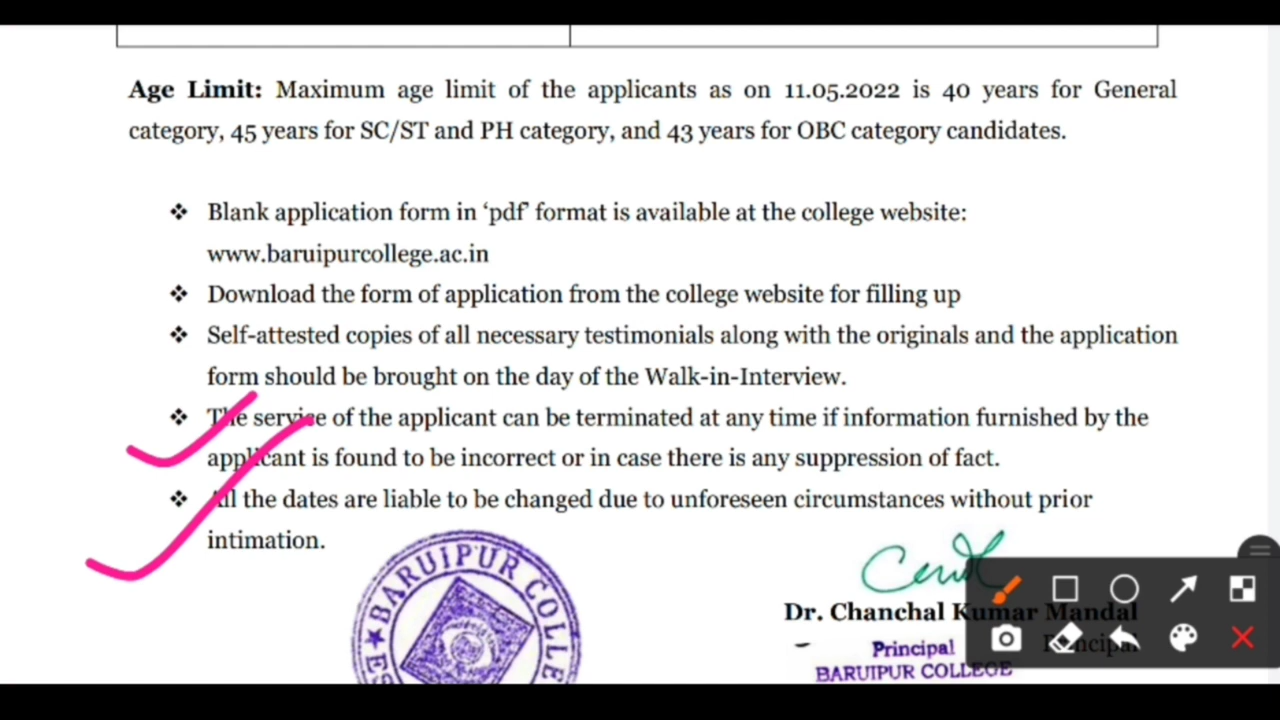 Age Limit: Maximum age limit of the applicants as on 11.05.2022 is 40 years for General
category, 45 years for SC/ST and PH category, and 43 years for OBC category candidates.
❖ Blank application form in ‘pdf’ format is available at the college website:
www.baruipurcollege.ac.in
❖ Download the form of application from the college website for filling up
❖ Self-attested copies of all necessary testimonials along with the originals and the application
form should be brought on the day of the Walk-in-Interview.
❖ The service of the applicant can be terminated at any time if information furnished by the
applicant is found to be incorrect or in case there is any suppression of fact.
❖ All the dates are liable to be changed due to unforeseen circumstances without prior
intimation.
BARUIPUR COLLEGE
Dr. Chanchal Kumar Mandal
Principal
Principal
BARUIPUR COLLEGE